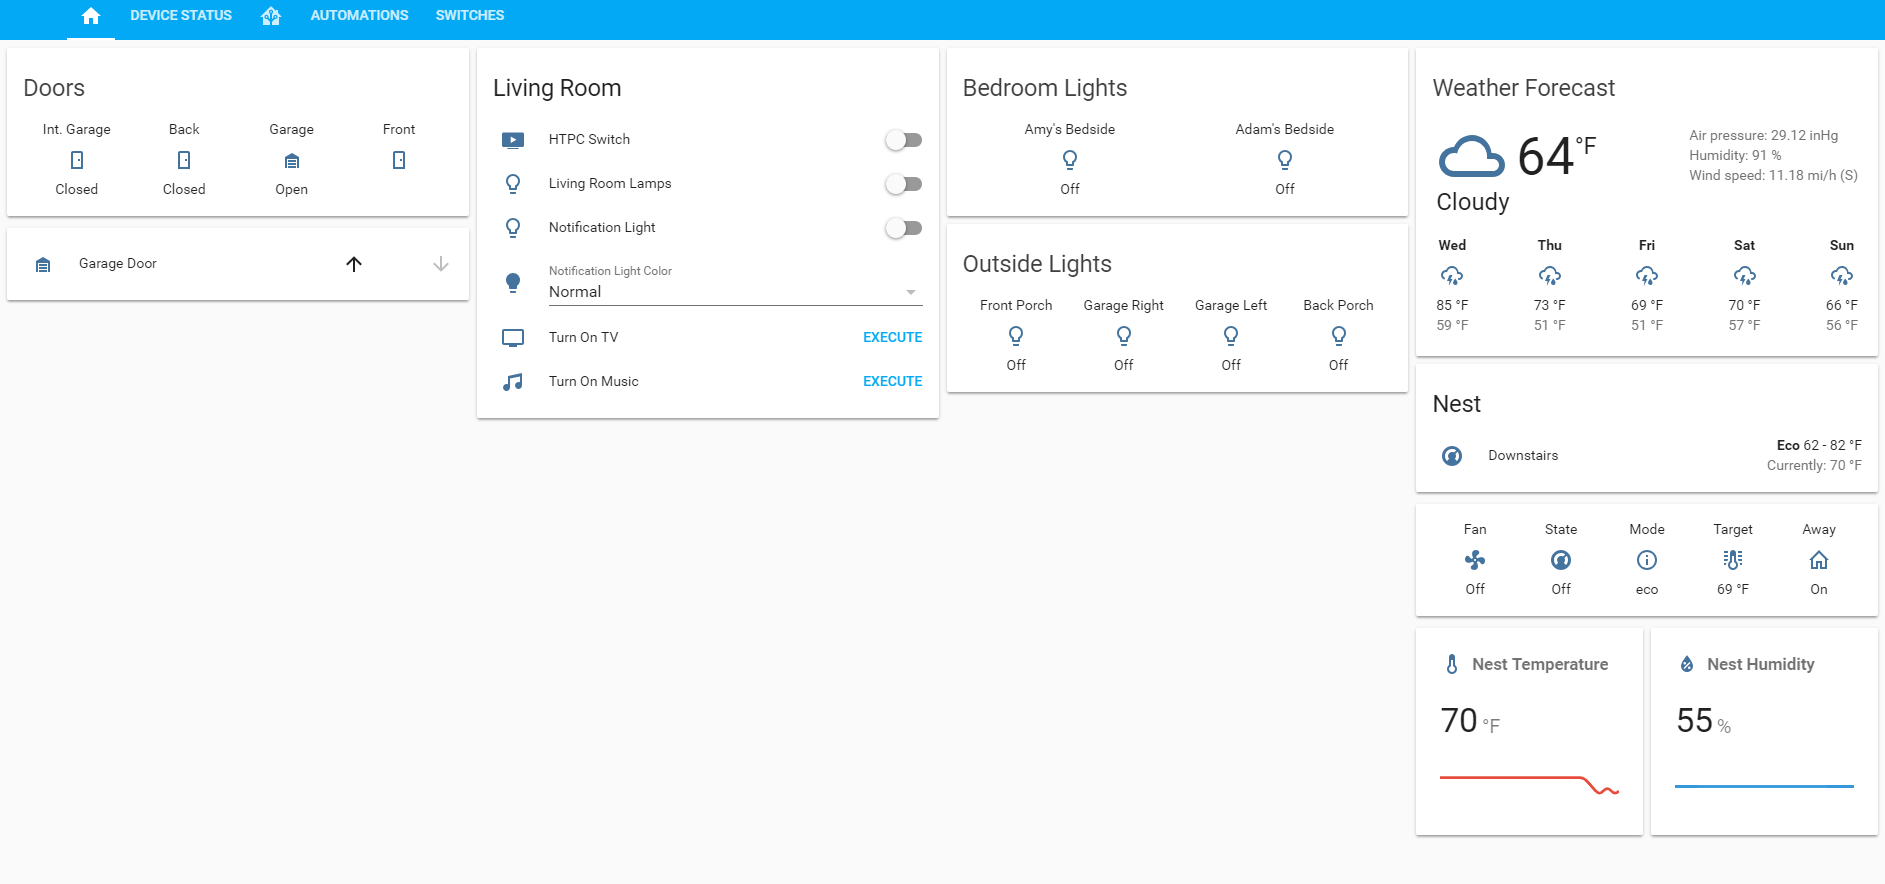 DEVICE STATUS AUTOMATIONS SWITCHES
Doors
Int. Garage Back Garage Front
Closed Closed Open
Garage Door
Living Room
HTPC Switch
Living Room Lamps
Notification Light
Notification Light Color
Normal
Turn On TV EXECUTE
Turn On Music EXECUTE
Bedroom Lights
Amy's Bedside Adam's Bedside
Off Off
Outside Lights
Front Porch Garage Right Garage Left Back Porch
Off Off Off Off
Weather Forecast
64 °F
Cloudy
Air pressure: 29.12 inHg
Humidity: 91 %
Wind speed: 11.18 mi/h (S)
Wed Thu Fri Sat Sun
85 °F 73 °F 69 °F 70 °F 66 °F
59 °F 51 °F 51 °F 57 °F 56 °F
Nest
Downstairs
Eco 62 - 82 °F
Currently: 70 °F
Fan State Mode Target Away
Off Off eco 69 °F On
Nest Temperature
70 °F
Nest Humidity
55 %